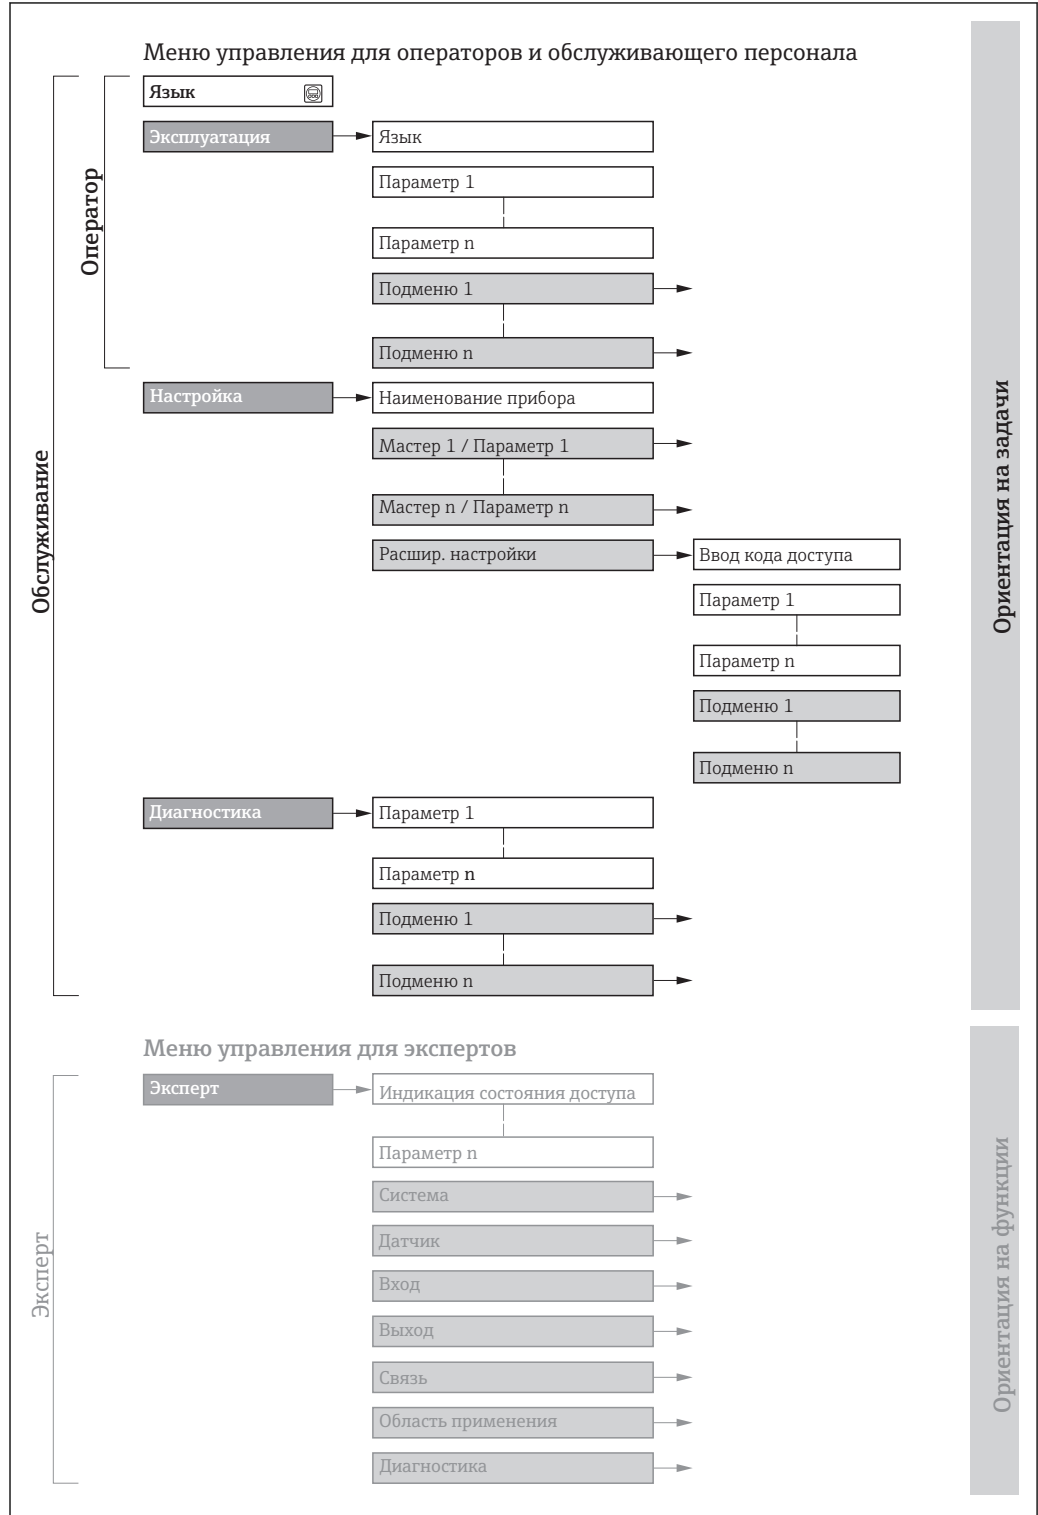 Меню управления для операторов и обслуживающего персонала
Язык
Эксплуатация
Язык
Параметр 1
Параметр n
Подменю 1
Подменю n
Оператор
Настройка
Наименование прибора
Мастер 1 / Параметр 1
Мастер n / Параметр n
Расшир. настройки
Ввод кода доступа
Параметр 1
Параметр n
Подменю 1
Подменю n
Обслуживание
Диагностика
Параметр 1
Параметр n
Подменю 1
Подменю n
Ориентация на задачи
Меню управления для экспертов
Эксперт
Индикация состояния доступа
Параметр n
Система
Датчик
Вход
Выход
Связь
Область применения
Диагностика
Эксперт
Ориентация на функции